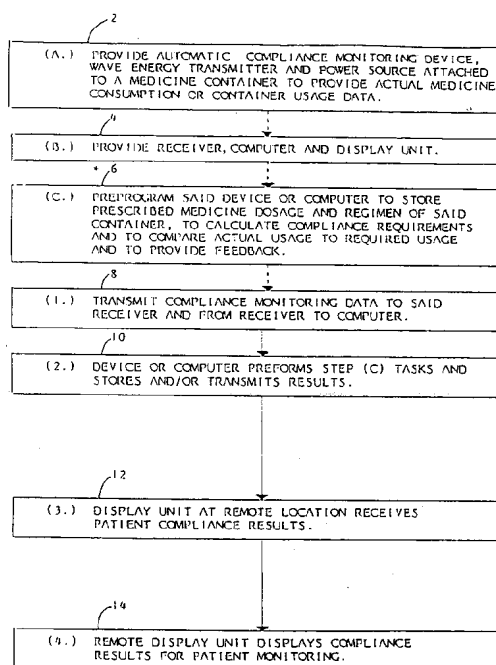 2
(A.) PROVIDE AUTOMATIC COMPLIANCE MONITORING DEVICE,
WAVE ENERGY TRANSMITTER AND POWER SOURCE ATTACHED
TO A MEDICINE CONTAINER TO PROVIDE ACTUAL MEDICINE
CONSUMPTION OR CONTAINER USAGE DATA.
4
(B.) PROVIDE RECEIVER, COMPUTER AND DISPLAY UNIT.
6
(C.) PREPROGRAM SAID DEVICE OR COMPUTER TO STORE
PRESCRIBED MEDICINE DOSAGE AND REGIMEN OF SAID
CONTAINER, TO CALCULATE COMPLIANCE REQUIREMENTS
AND TO COMPARE ACTUAL USAGE TO REQUIRED USAGE
AND TO PROVIDE FEEDBACK.
8
(1.) TRANSMIT COMPLIANCE MONITORING DATA TO SAID
RECEIVER AND FROM RECEIVER TO COMPUTER.
10
(2.) DEVICE OR COMPUTER PREFORMS STEP (C) TASKS AND
STORES AND/OR TRANSMITS RESULTS.
12
(3.) DISPLAY UNIT AT REMOTE LOCATION RECEIVES
PATIENT COMPLIANCE RESULTS.
14
(4.) REMOTE DISPLAY UNIT DISPLAYS COMPLIANCE
RESULTS FOR PATIENT MONITORING.